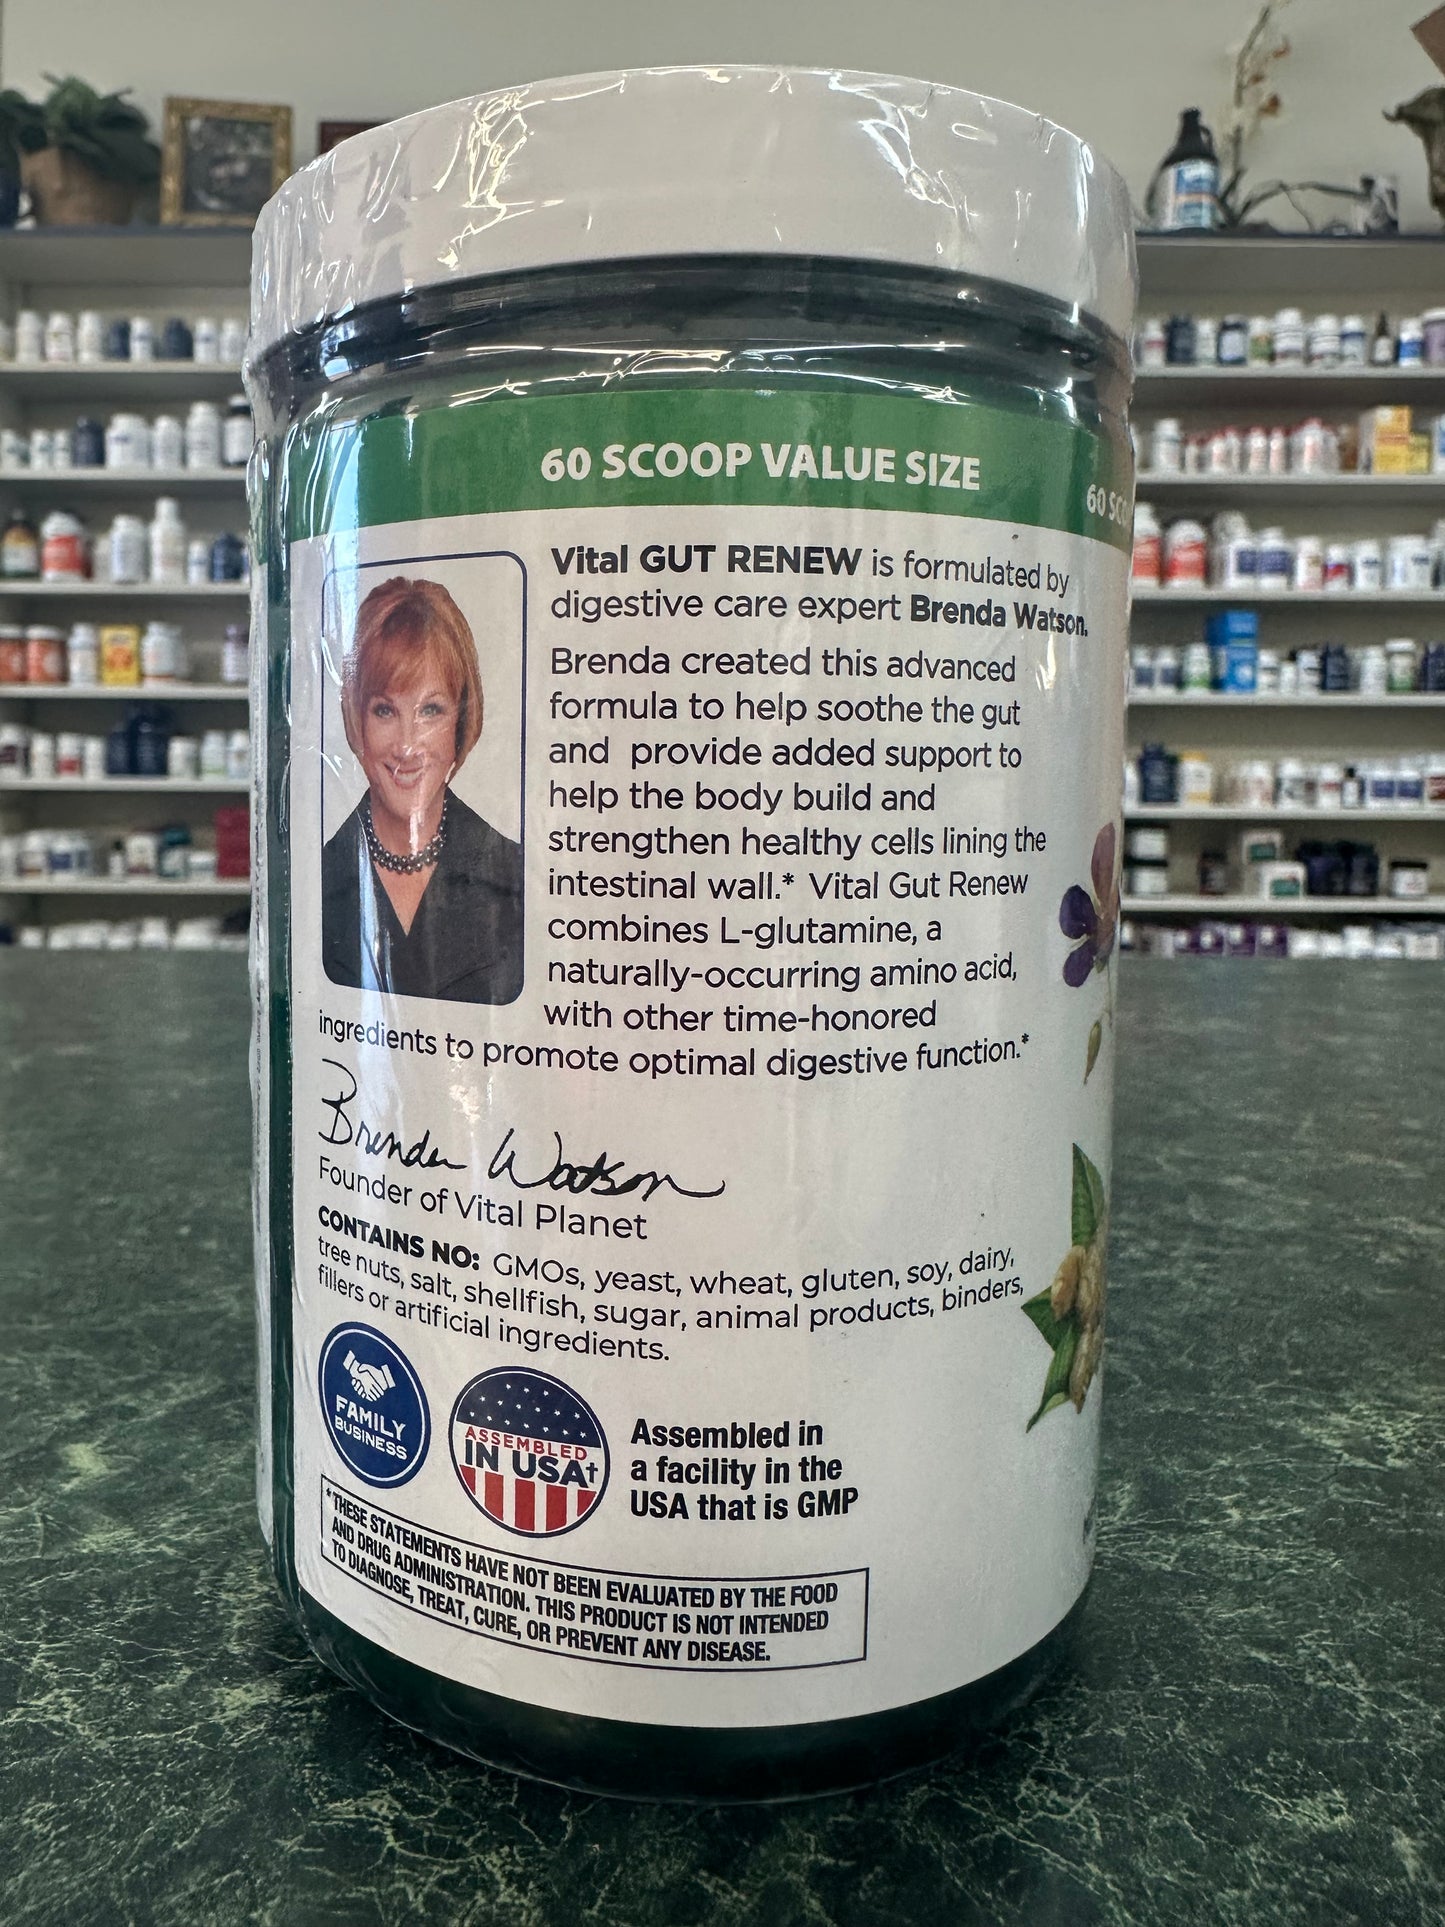 60 SCOOP VALUE SIZE
60 SC
Vital GUT RENEW is formulated by
digestive care expert Brenda Watson.
Brenda created this advanced
formula to help soothe the gut
and provide added support to
help the body build and
strengthen healthy cells lining the
intestinal wall.* Vital Gut Renew
combines L-glutamine, a
naturally-occurring amino acid,
with other time-honored
ingredients to promote optimal digestive function.*
Brenda Watson
Founder of Vital Planet
CONTAINS NO: GMOs, yeast, wheat, gluten, soy, dairy,
tree nuts, salt, shellfish, sugar, animal products, binders,
fillers or artificial ingredients.
FAMILY
BUSINESS
ASSEMBLED
IN USA†
Assembled in
a facility in the
USA that is GMP
*THESE STATEMENTS HAVE NOT BEEN EVALUATED BY THE FOOD
AND DRUG ADMINISTRATION. THIS PRODUCT IS NOT INTENDED
TO DIAGNOSE, TREAT, CURE, OR PREVENT ANY DISEASE.